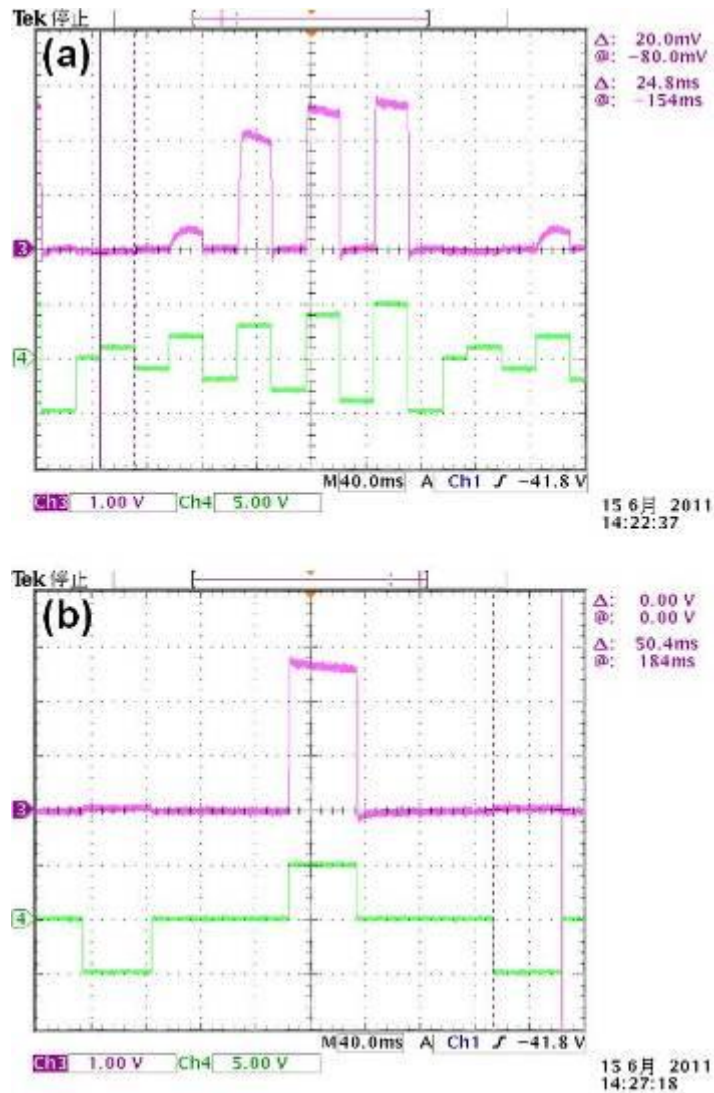 Tek 停止
(a)
Δ: 20.0mV
@: -80.0mV
Δ: 24.8ms
@: -154ms
3
4
M 40.0ms A Ch1 ∫ -41.8 V
Ch3 1.00 V Ch4 5.00 V
15 6月 2011
14:22:37
Tek 停止
(b)
Δ: 0.00 V
@: 0.00 V
Δ: 50.4ms
@: 184ms
3
4
M 40.0ms A Ch1 ∫ -41.8 V
Ch3 1.00 V Ch4 5.00 V
15 6月 2011
14:27:18